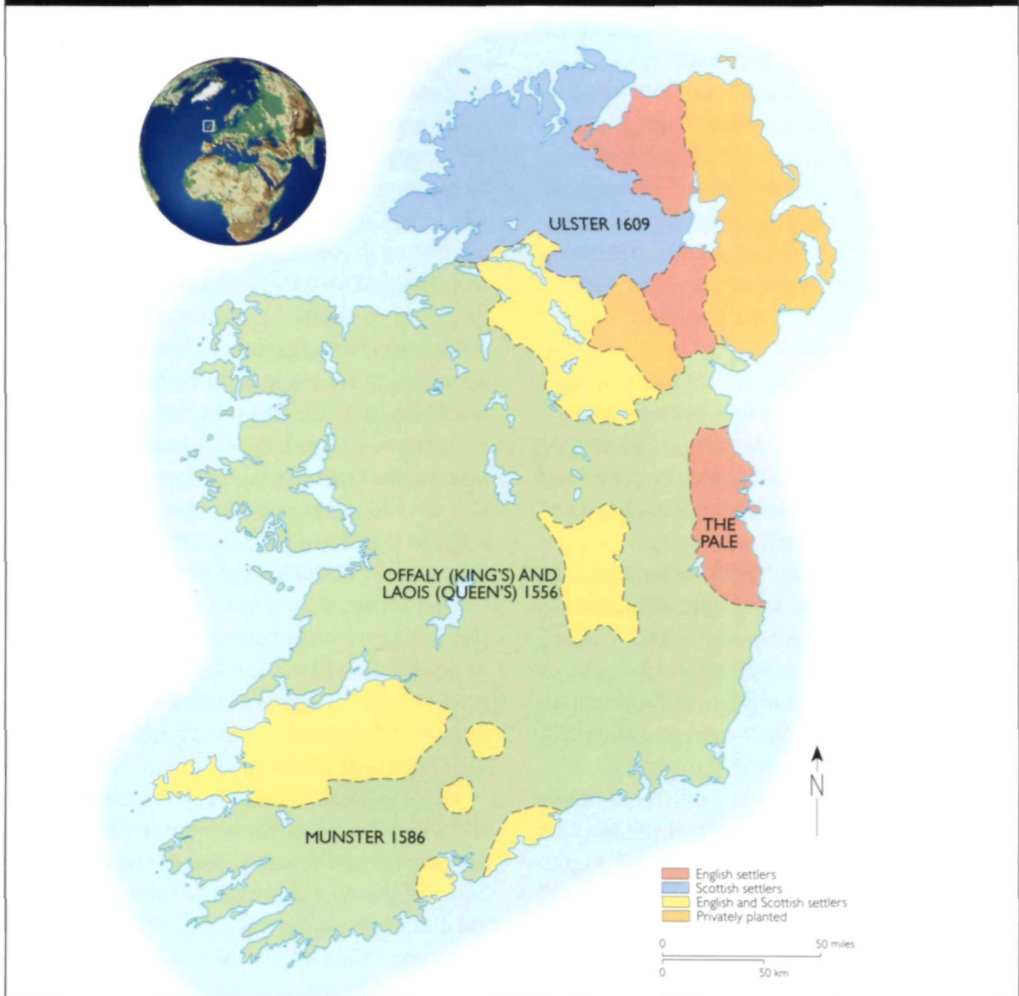 ULSTER 1609
THE
PALE
OFFALY (KING'S) AND
LAOIS (QUEEN'S) 1556
MUNSTER 1586
N
English settlers
Scottish settlers
English and Scottish settlers
Privately planted
0 50 miles
0 50 km